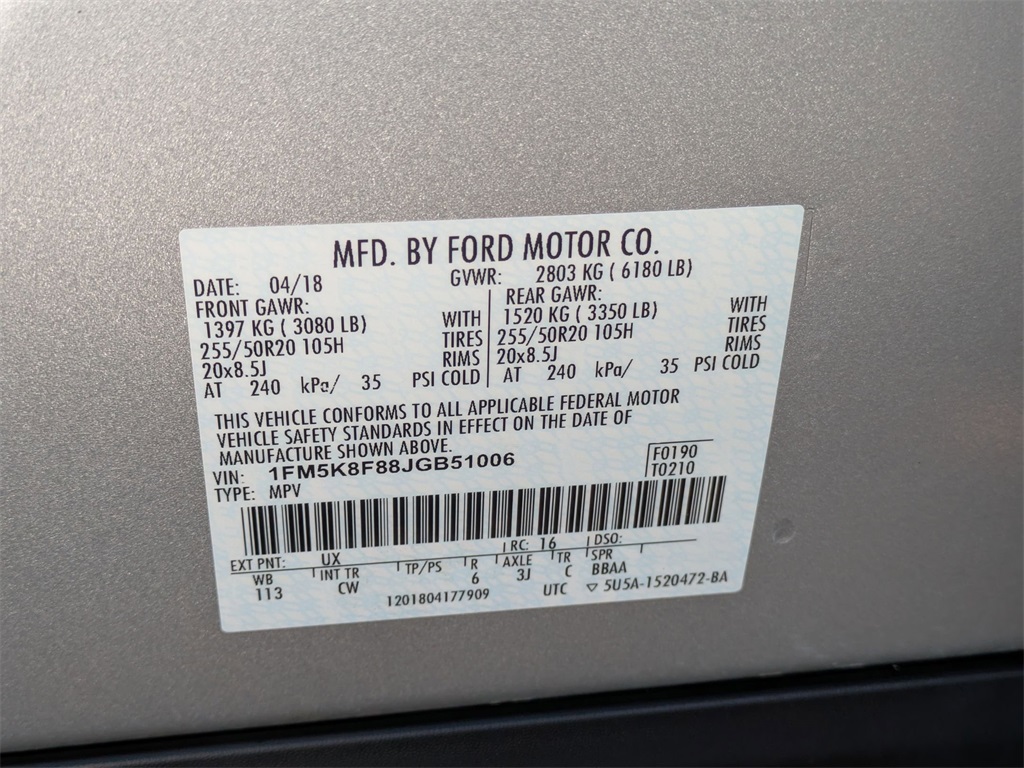 MFD. BY FORD MOTOR CO.
DATE: 04/18 GVWR: 2803 KG ( 6180 LB)
FRONT GAWR: REAR GAWR:
1397 KG ( 3080 LB) WITH 1520 KG ( 3350 LB) WITH
255/50R20 105H TIRES 255/50R20 105H TIRES
20x8.5J RIMS 20x8.5J RIMS
AT 240 kPa/ 35 PSI COLD AT 240 kPa/ 35 PSI COLD
THIS VEHICLE CONFORMS TO ALL APPLICABLE FEDERAL MOTOR
VEHICLE SAFETY STANDARDS IN EFFECT ON THE DATE OF
MANUFACTURE SHOWN ABOVE.
VIN: 1FM5K8F88JGB51006 F0190
TYPE: MPV T0210
EXT PNT: UX RC: 16 DSO:
WB INT TR TP/PS R AXLE TR SPR
113 CW 6 3J C BBAA
1201804177909 UTC ▽ 5U5A-1520472-BA